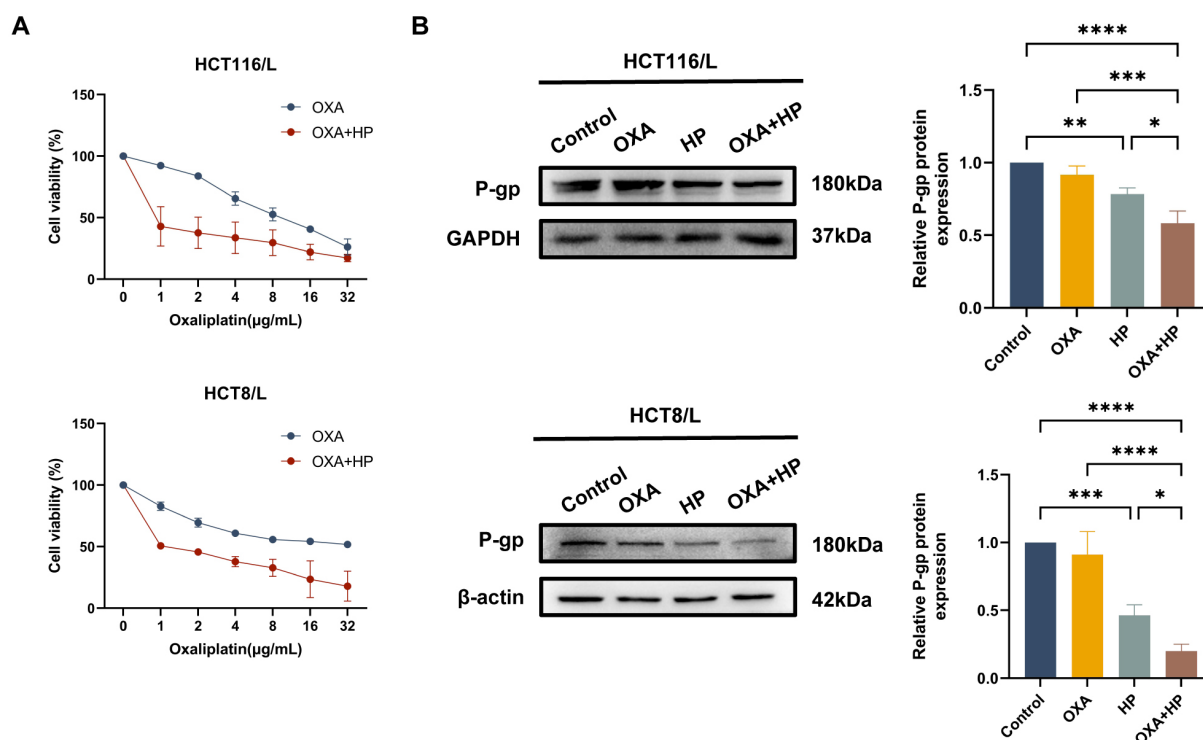 A
HCT116/L
OXA
OXA+HP
Cell viability (%)
150
100
50
0
0 1 2 4 8 16 32
Oxaliplatin(μg/mL)
HCT8/L
OXA
OXA+HP
Cell viability (%)
150
100
50
0
0 1 2 4 8 16 32
Oxaliplatin(μg/mL)
B
HCT116/L
Control OXA HP OXA+HP
P-gp 180kDa
GAPDH 37kDa
****
***
** *
Relative P-gp protein
expression
1.5
1.0
0.5
0.0
Control OXA HP OXA+HP
HCT8/L
Control OXA HP OXA+HP
P-gp 180kDa
β-actin 42kDa
****
****
*** *
Relative P-gp protein
expression
1.5
1.0
0.5
0.0
Control OXA HP OXA+HP